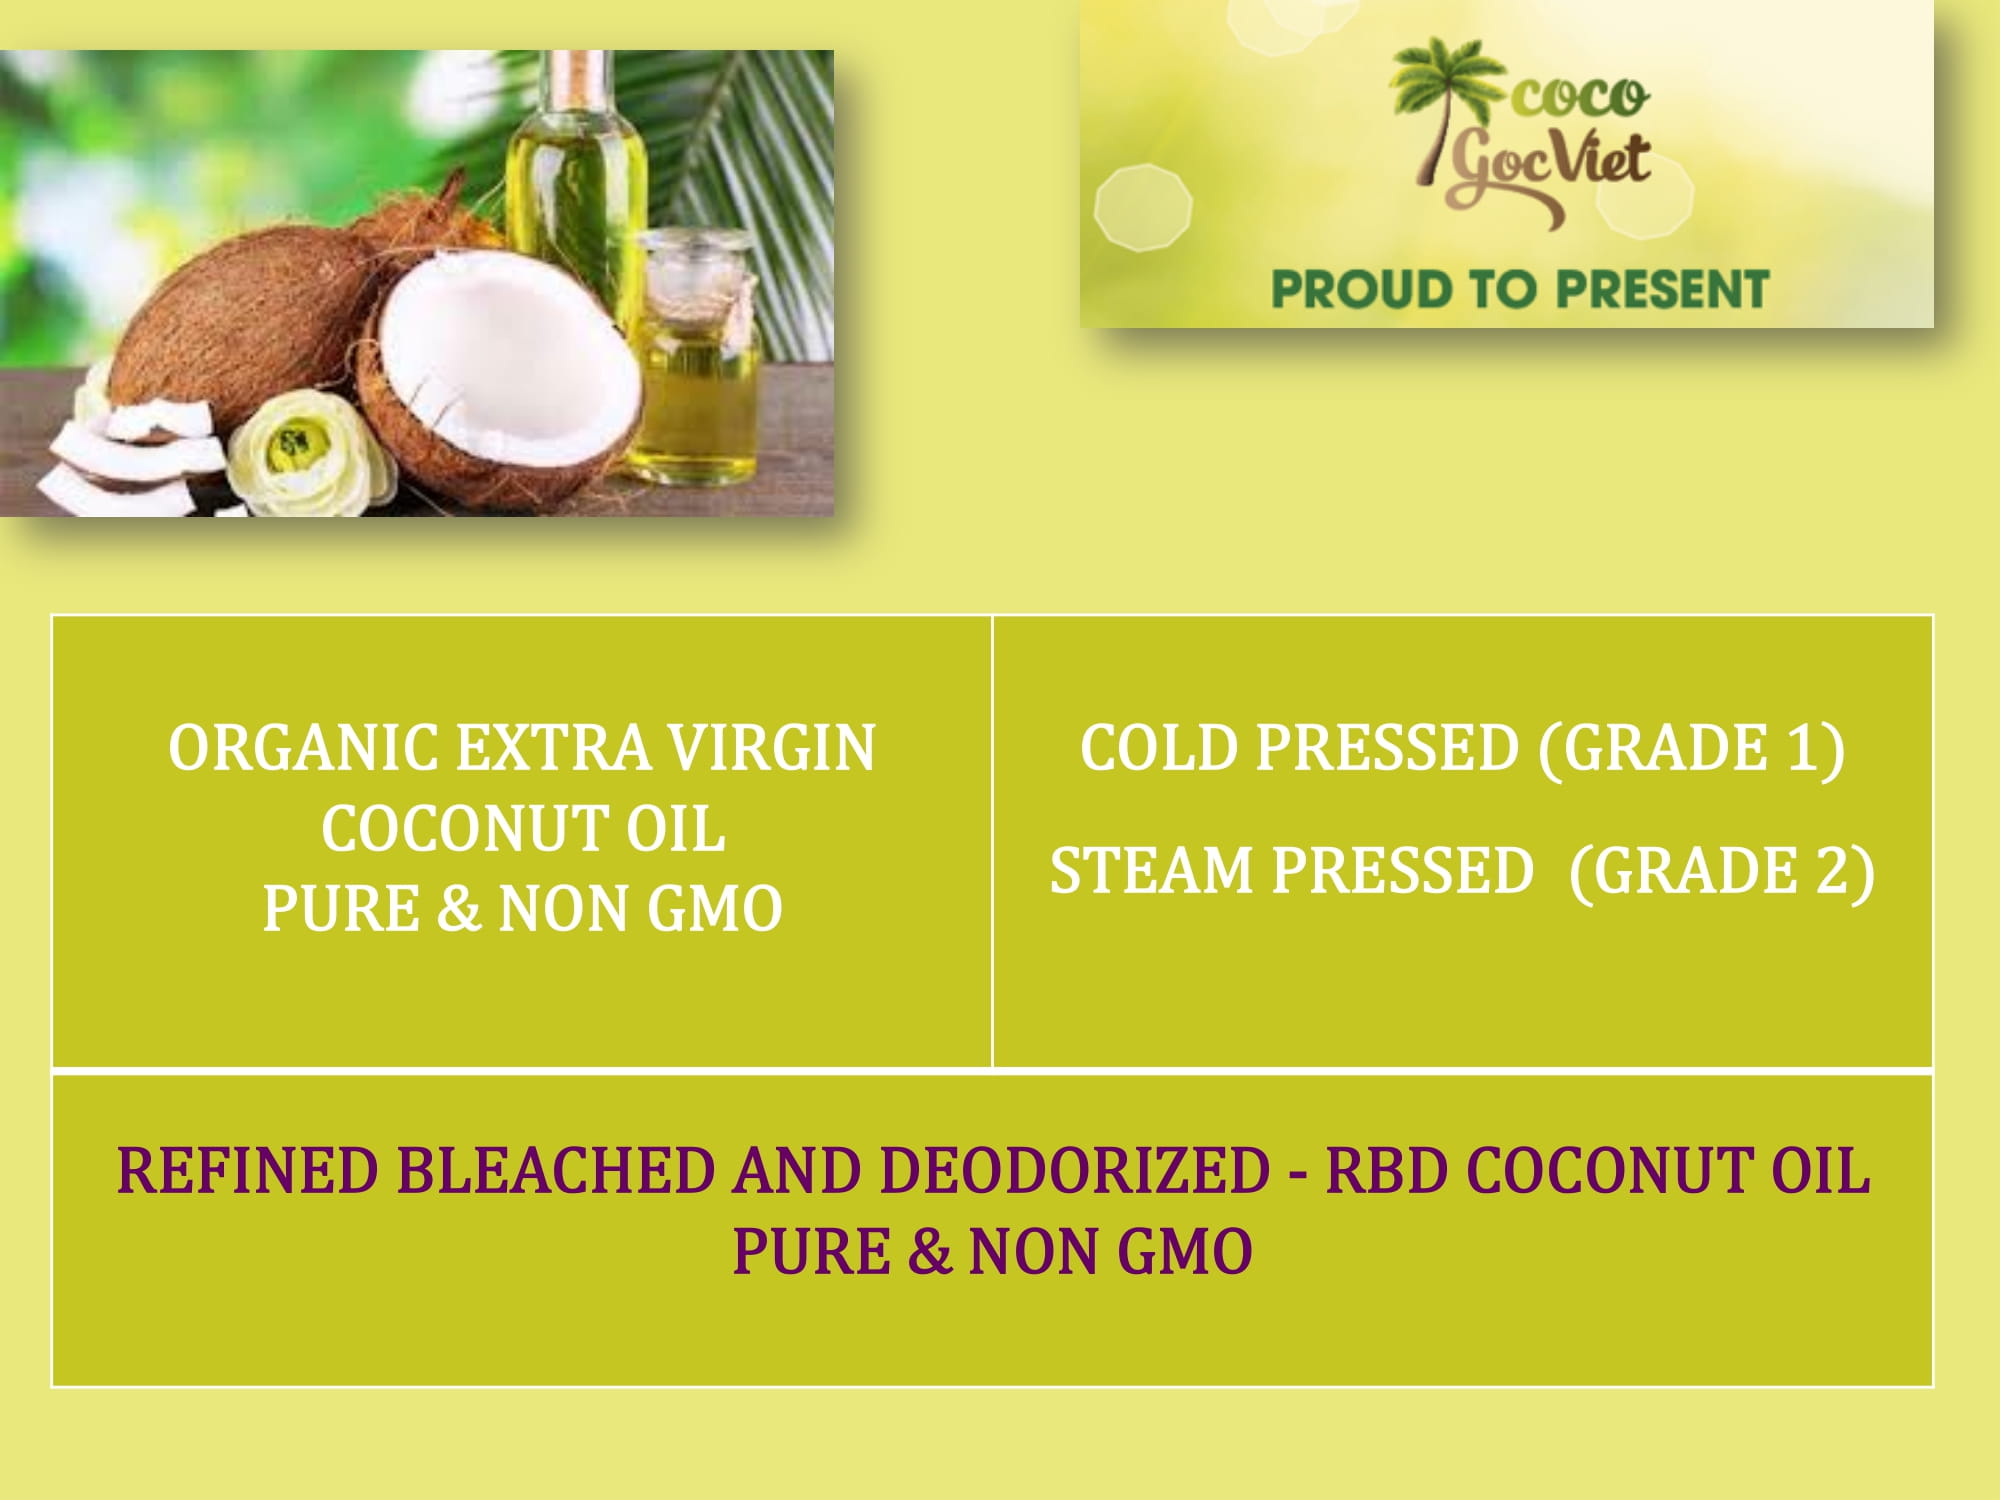 coco
GocViet
PROUD TO PRESENT
ORGANIC EXTRA VIRGIN
COCONUT OIL
PURE & NON GMO
COLD PRESSED (GRADE 1)
STEAM PRESSED (GRADE 2)
REFINED BLEACHED AND DEODORIZED - RBD COCONUT OIL
PURE & NON GMO